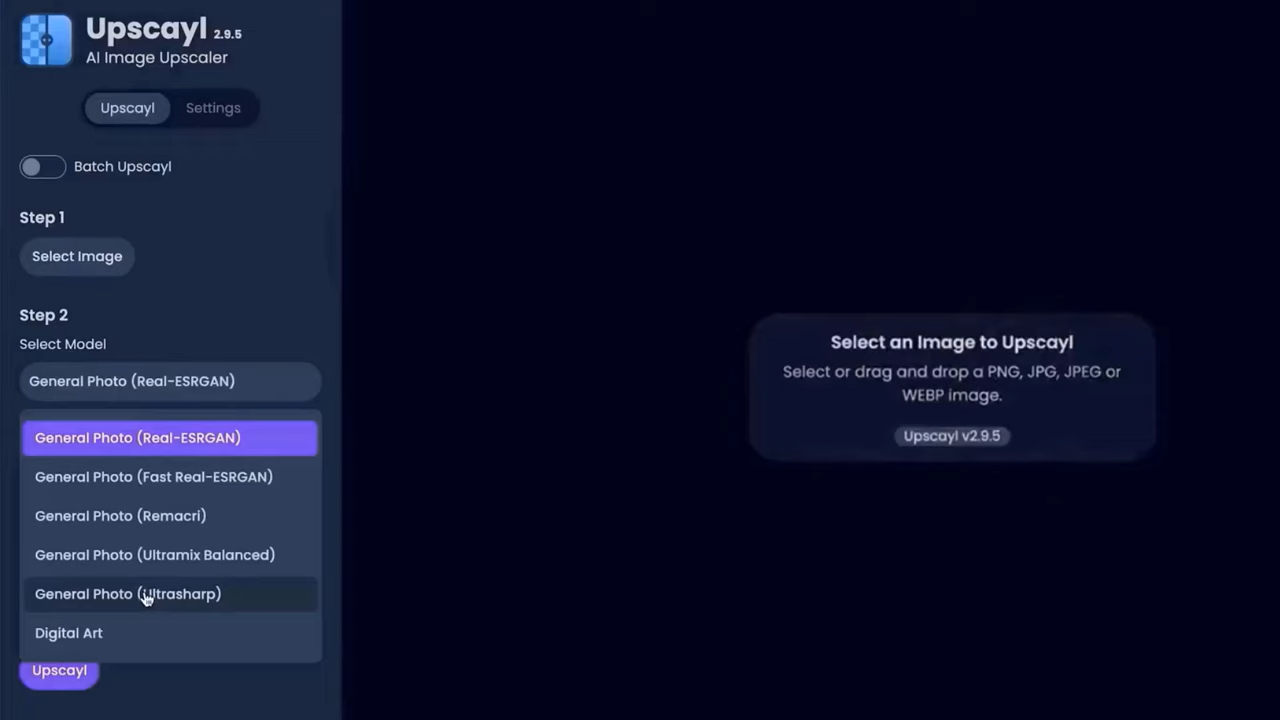 Upscayl 2.9.5
AI Image Upscaler
Upscayl Settings
Batch Upscayl
Step 1
Select Image
Step 2
Select Model
General Photo (Real-ESRGAN)
General Photo (Real-ESRGAN)
General Photo (Fast Real-ESRGAN)
General Photo (Remacri)
General Photo (Ultramix Balanced)
General Photo (Ultrasharp)
Digital Art
Upscayl
Select an Image to Upscayl
Select or drag and drop a PNG, JPG, JPEG or
WEBP image.
Upscayl v2.9.5